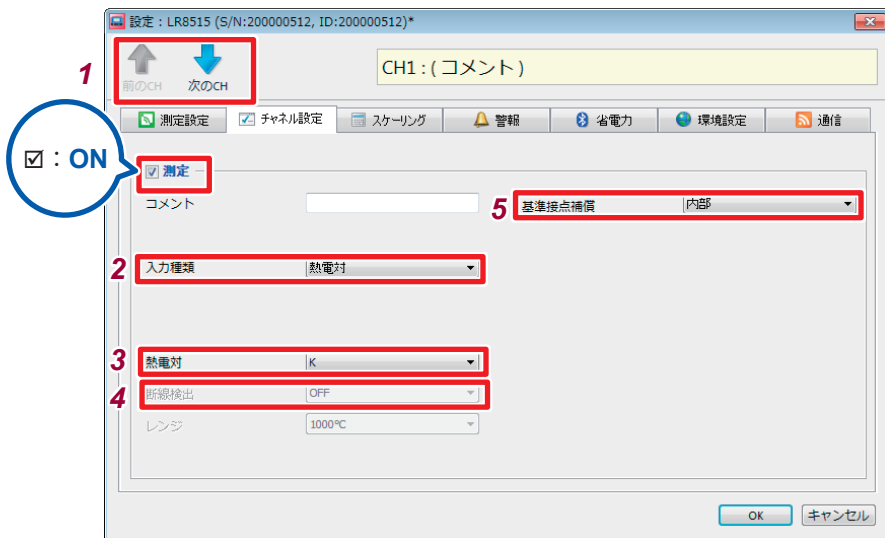 設定：LR8515 (S/N:200000512, ID:200000512)*
1
前のCH 次のCH
CH1 : ( コメント )
測定設定 チャネル設定 スケーリング 警報 省電力 環境設定 通信
☑：ON
測定
コメント
5 基準接点補償 内部
2 入力種類 熱電対
3 熱電対 K
4 断線検出 OFF
レンジ 1000℃
OK キャンセル